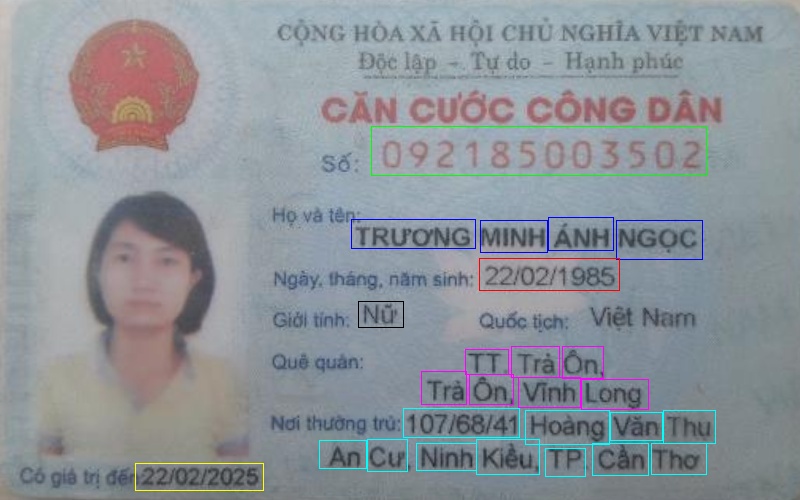 CỘNG HÒA XÃ HỘI CHỦ NGHĨA VIỆT NAM
Độc lập - Tự do - Hạnh phúc
CĂN CƯỚC CÔNG DÂN
Số: 092185003502
Họ và tên:
TRƯƠNG MINH ÁNH NGỌC
Ngày, tháng, năm sinh: 22/02/1985
Giới tính: Nữ Quốc tịch: Việt Nam
Quê quán: TT. Trà Ôn,
Trà Ôn, Vĩnh Long
Nơi thường trú: 107/68/41 Hoàng Văn Thụ
An Cư, Ninh Kiều, TP. Cần Thơ
Có giá trị đến 22/02/2025